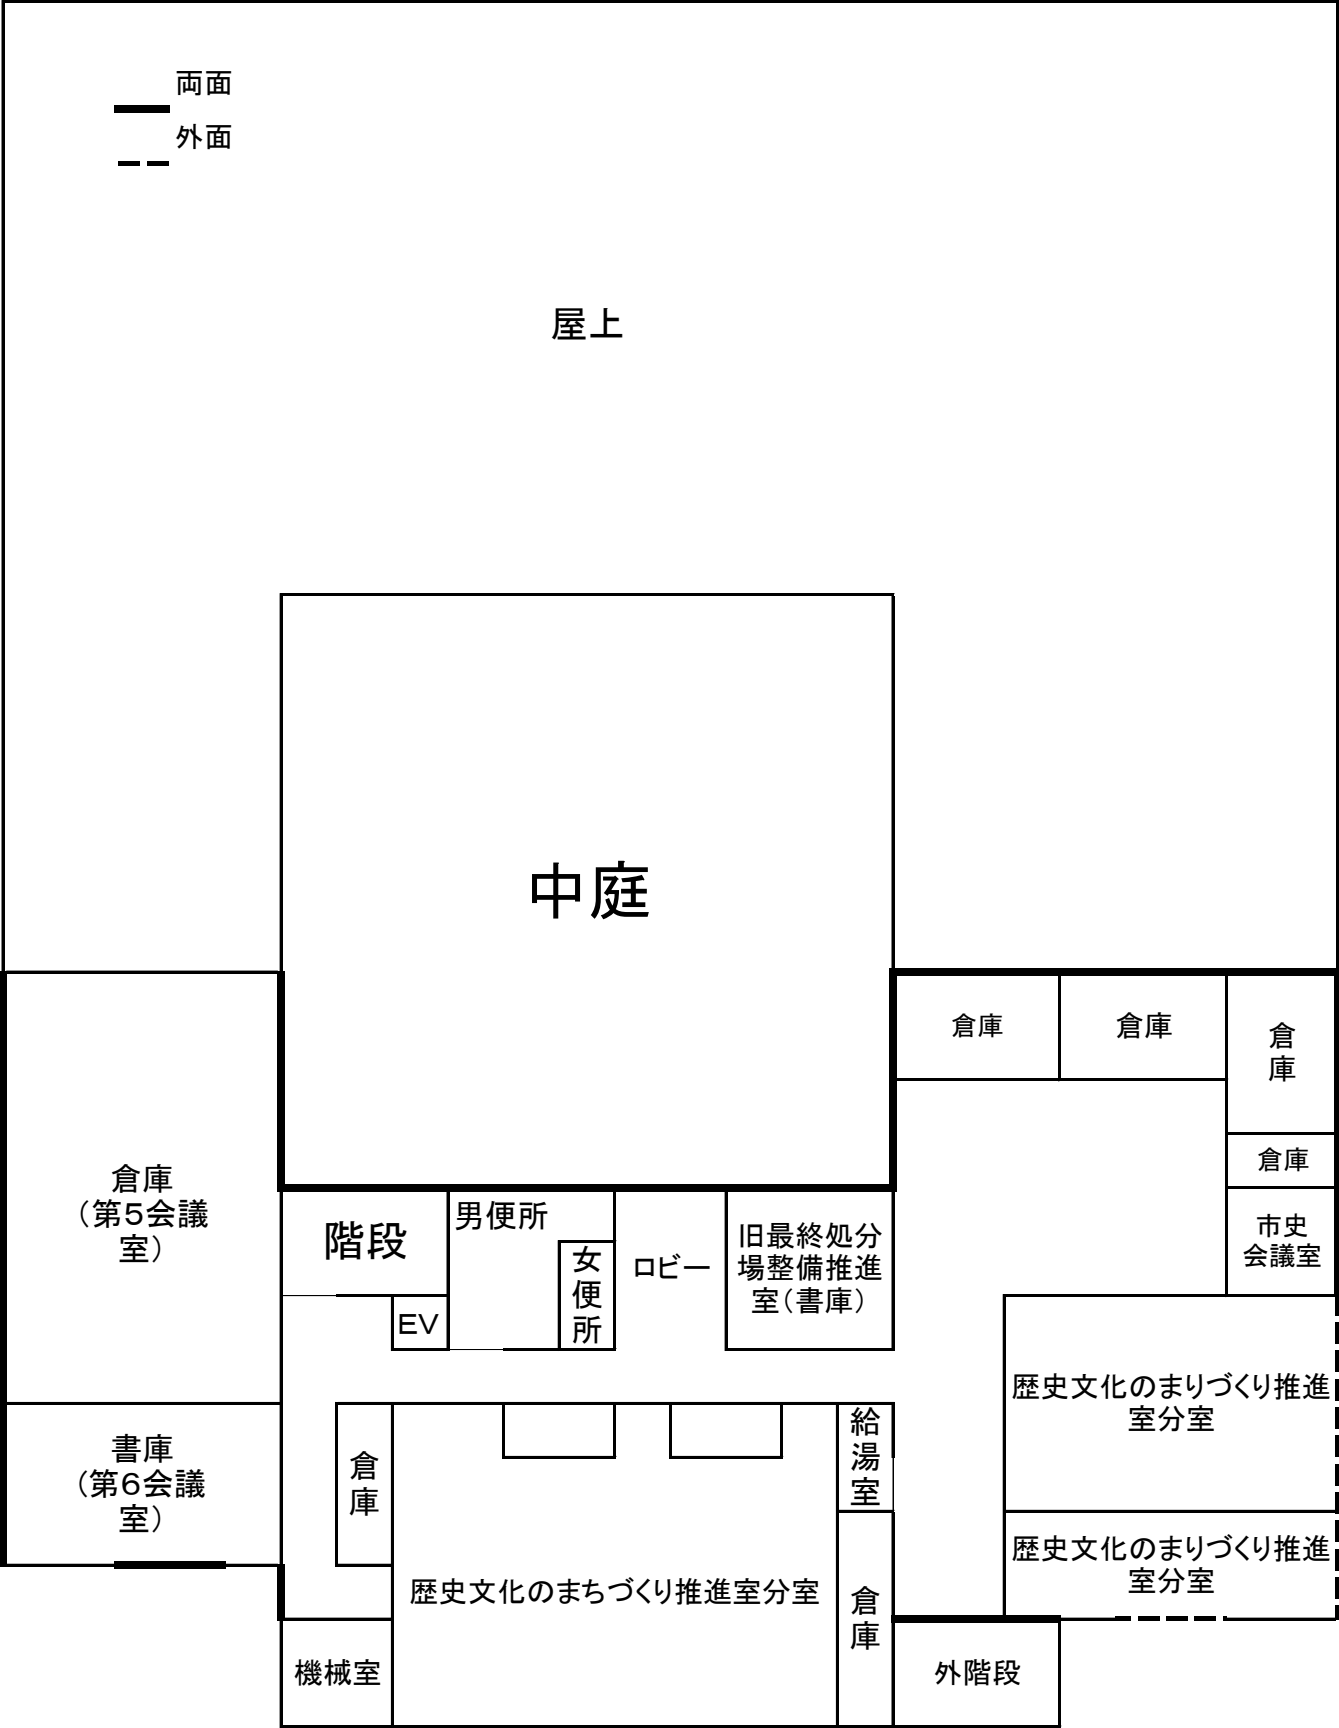 両面
外面
屋上
中庭
倉庫
倉庫
倉
庫
倉庫
市史
会議室
倉庫
（第５会議
室）
階段
男便所
女
便
所
ロビー
旧最終処分
場整備推進
室（書庫）
ＥＶ
歴史文化のまりづくり推進
室分室
書庫
（第６会議
室）
倉
庫
給
湯
室
歴史文化のまりづくり推進
室分室
歴史文化のまちづくり推進室分室
倉
庫
機械室
外階段